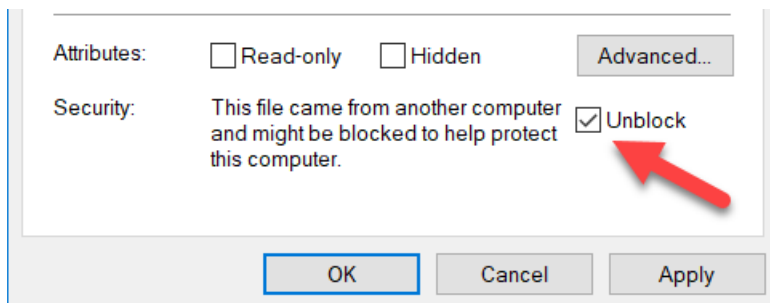 Attributes: Read-only Hidden Advanced...
Security: This file came from another computer Unblock
and might be blocked to help protect
this computer.
OK Cancel Apply